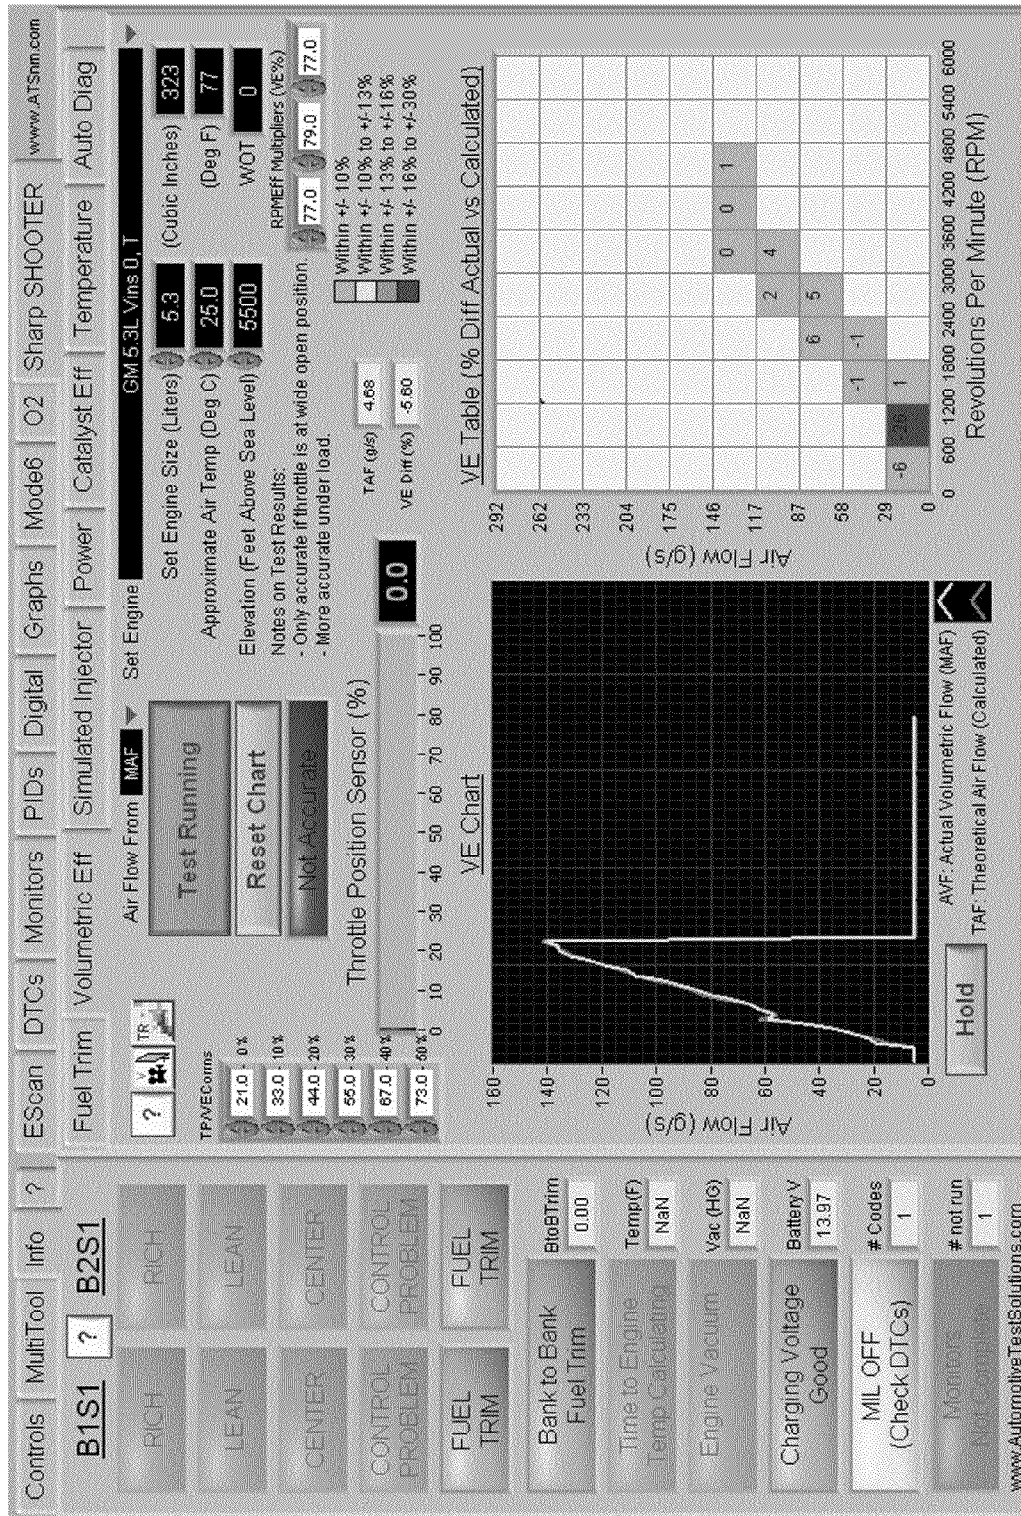 Controls MultiTool Info ? EScan DTCs Monitors PIDs Digital Graphs Mode6 O2 Sharp SHOOTER www.ATSnm.com
B1S1 ? B2S1
RICH RICH
LEAN LEAN
CENTER CENTER
CONTROL PROBLEM CONTROL PROBLEM
FUEL TRIM FUEL TRIM
Bank to Bank Fuel Trim
BtoBTrim
0.00
Time to Engine Temp Calculating
Temp(F)
NaN
Engine Vacuum
Vac (HG)
NaN
Charging Voltage Good
Battery V
13.97
MIL OFF (Check DTCs)
# Codes
1
Monitors
# not run
1
www.AutomotiveTestSolutions.com
Fuel Trim Volumetric Eff Simulated Injector Power Catalyst Eff Temperature Auto Diag
? V TR
Air Flow From MAF
Set Engine GM 5.3L Vins 0, T
Test Running
Reset Chart
Not Accurate
Set Engine Size (Liters) 5.3 (Cubic Inches) 323
Approximate Air Temp (Deg C) 25.0 (Deg F) 77
Elevation (Feet Above Sea Level) 5500 WOT 0
Notes on Test Results:
- Only accurate if throttle is at wide open position
- More accurate under load.
RPMEff Multipliers (VE%)
77.0 79.0 77.0
TP/VEComs
21.0 - 0%
33.0 - 10%
44.0 - 20%
55.0 - 30%
67.0 - 40%
73.0 - 50%
Throttle Position Sensor (%)
0.0
0 10 20 30 40 50 60 70 80 90 100
TAF (g/s) 4.68
VE Diff (%) -5.60
Within +/- 10%
Within +/- 10% to +/-13%
Within +/- 13% to +/-16%
Within +/- 16% to +/-30%
VE Chart
Air Flow (g/s)
160
140
120
100
80
60
40
20
0
Hold
AVF: Actual Volumetric Flow (MAF)
TAF: Theoretical Air Flow (Calculated)
VE Table (% Diff Actual vs Calculated)
Air Flow (g/s)
292
262
233
204
175
146
117
87
58
29
0
0 0 1
2 4
6 5
-1 -1
-6 1
0 600 1200 1800 2400 3000 3600 4200 4800 5400 6000
Revolutions Per Minute (RPM)